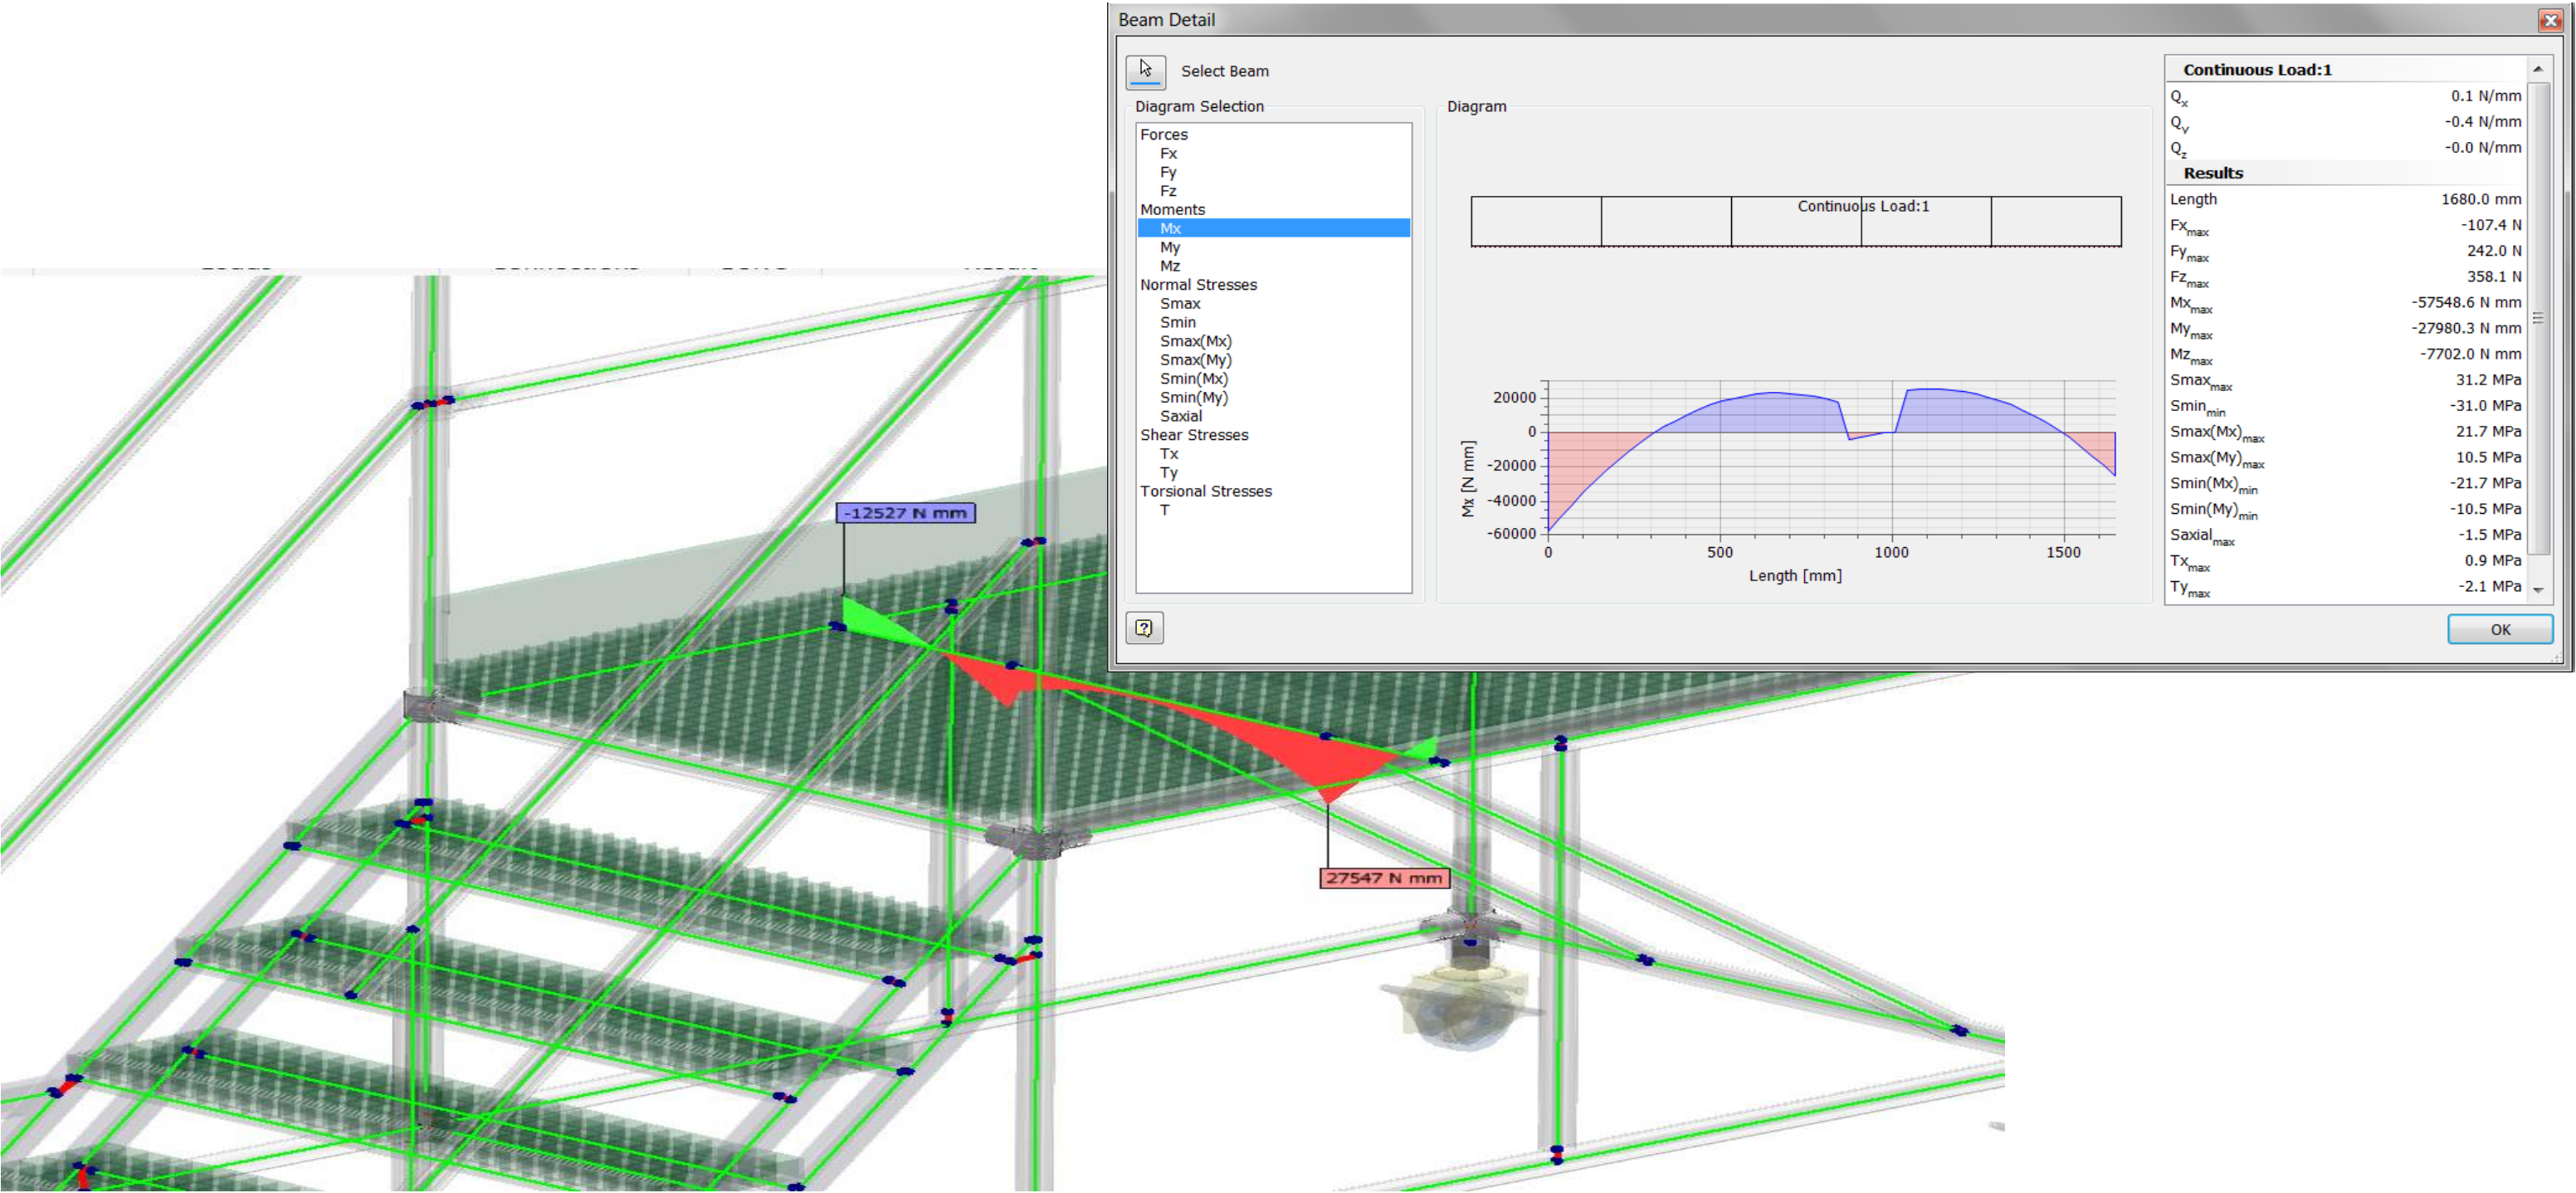 Beam Detail
Select Beam
Diagram Selection
Forces
Fx
Fy
Fz
Moments
Mx
My
Mz
Normal Stresses
Smax
Smin
Smax(Mx)
Smax(My)
Smin(Mx)
Smin(My)
Saxial
Shear Stresses
Tx
Ty
Torsional Stresses
T
Diagram
Continuous Load:1
20000
0
-20000
-40000
-60000
Mx [N mm]
0 500 1000 1500
Length [mm]
Continuous Load:1
Qx 0.1 N/mm
Qy -0.4 N/mm
Qz -0.0 N/mm
Results
Length 1680.0 mm
Fxmax -107.4 N
Fymax 242.0 N
Fzmax 358.1 N
Mxmax -57548.6 N mm
Mymax -27980.3 N mm
Mzmax -7702.0 N mm
Smaxmax 31.2 MPa
Sminmin -31.0 MPa
Smax(Mx)max 21.7 MPa
Smax(My)max 10.5 MPa
Smin(Mx)min -21.7 MPa
Smin(My)min -10.5 MPa
Saxialmax -1.5 MPa
Txmax 0.9 MPa
Tymax -2.1 MPa
OK
-12527 N mm
27547 N mm